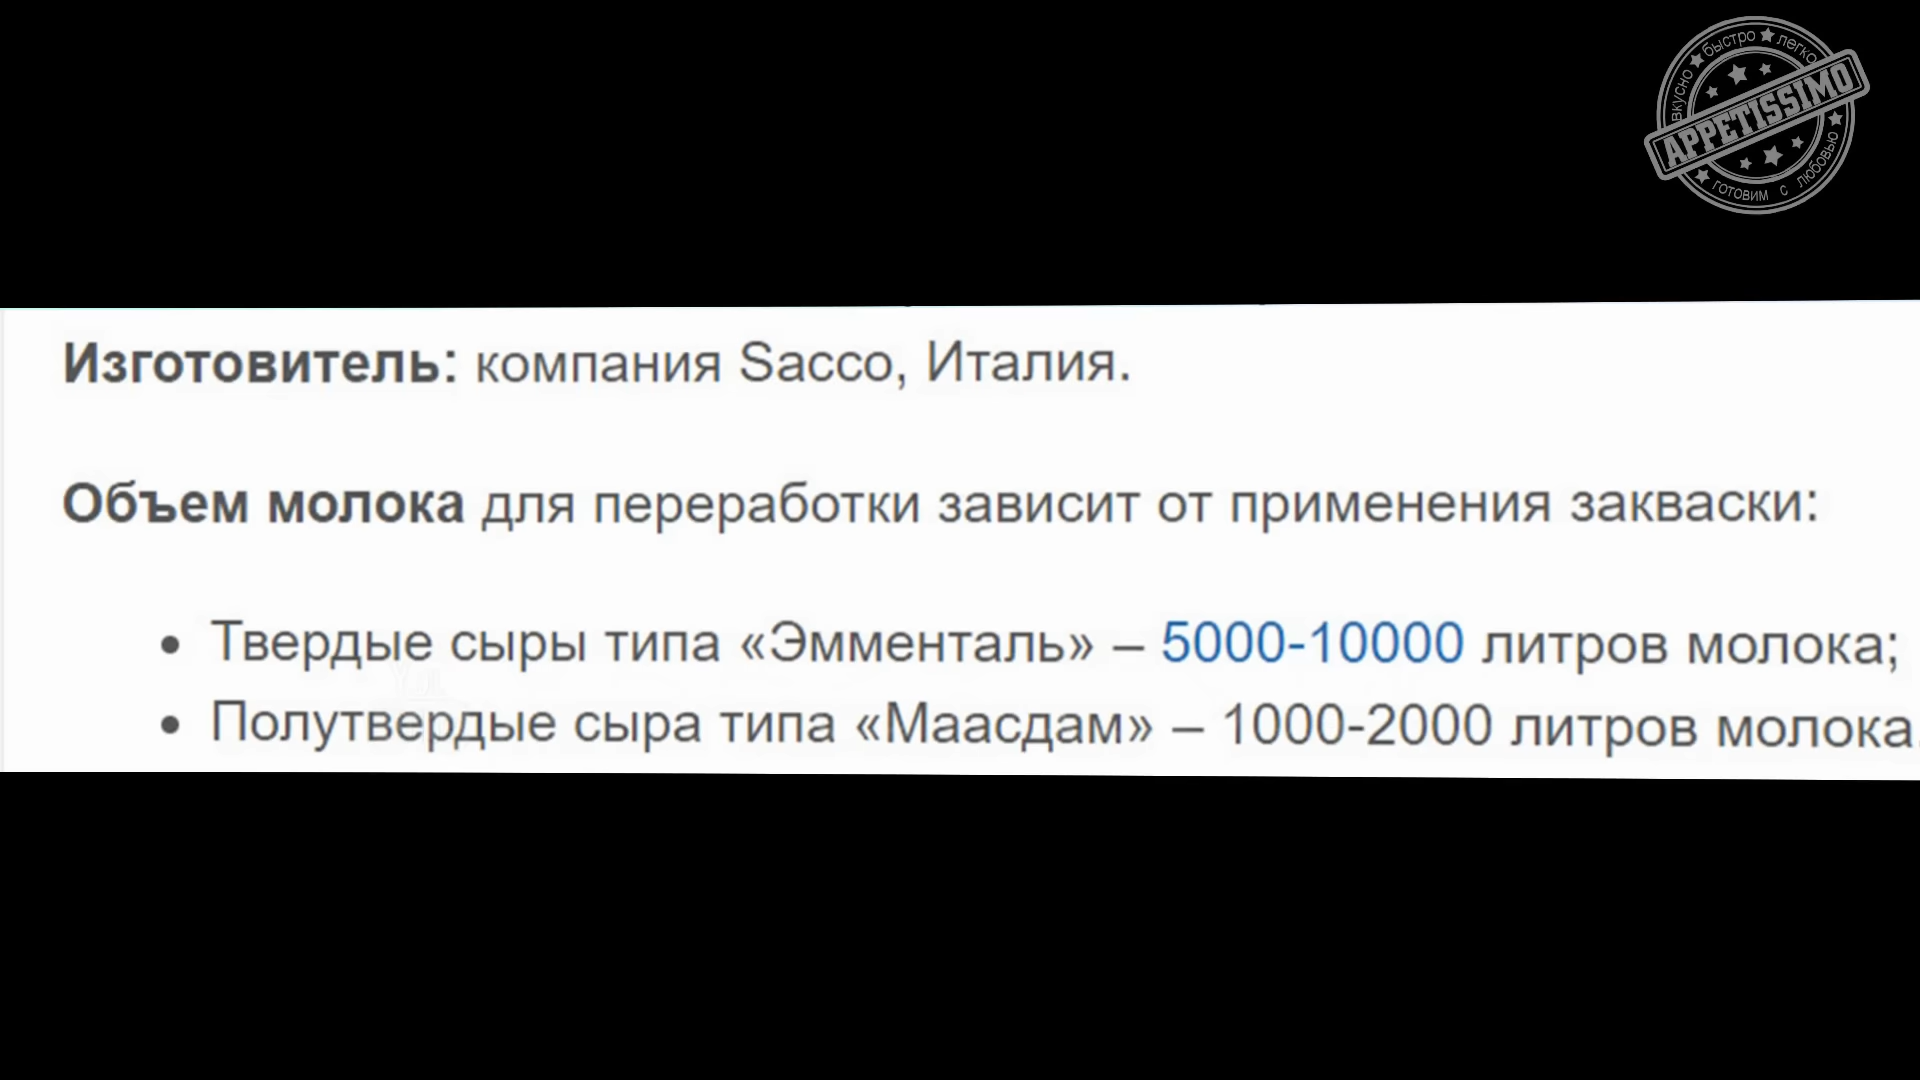 вкусно быстро легко
APPETISSIMO
готовим с любовью
Изготовитель: компания Sacco, Италия.
Объем молока для переработки зависит от применения закваски:
• Твердые сыры типа «Эмменталь» – 5000-10000 литров молока;
• Полутвердые сыра типа «Маасдам» – 1000-2000 литров молока.